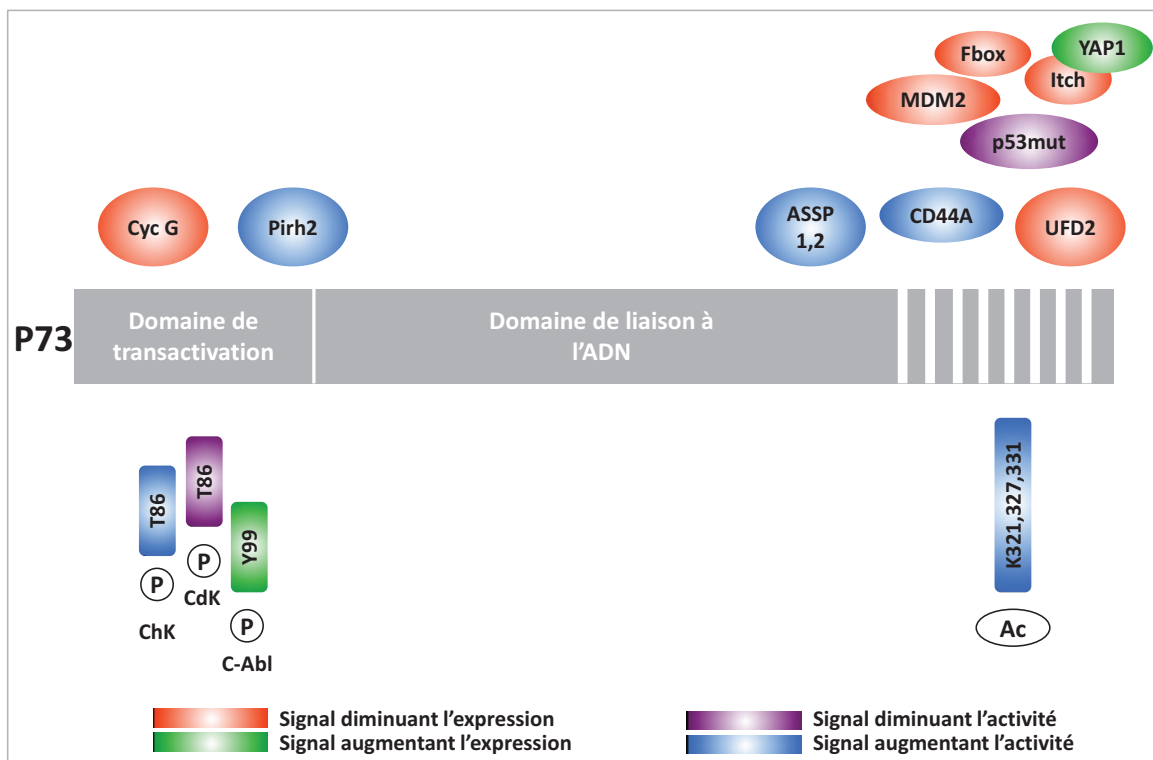 Fbox
YAP1
Itch
MDM2
p53mut
Cyc G
Pirh2
ASSP
1,2
CD44A
UFD2
P73
Domaine de
transactivation
Domaine de liaison à
l’ADN
T86
T86
Y99
K321,327,331
P
P
P
CdK
ChK
C-Abl
Ac
Signal diminuant l’expression
Signal augmentant l’expression
Signal diminuant l’activité
Signal augmentant l’activité